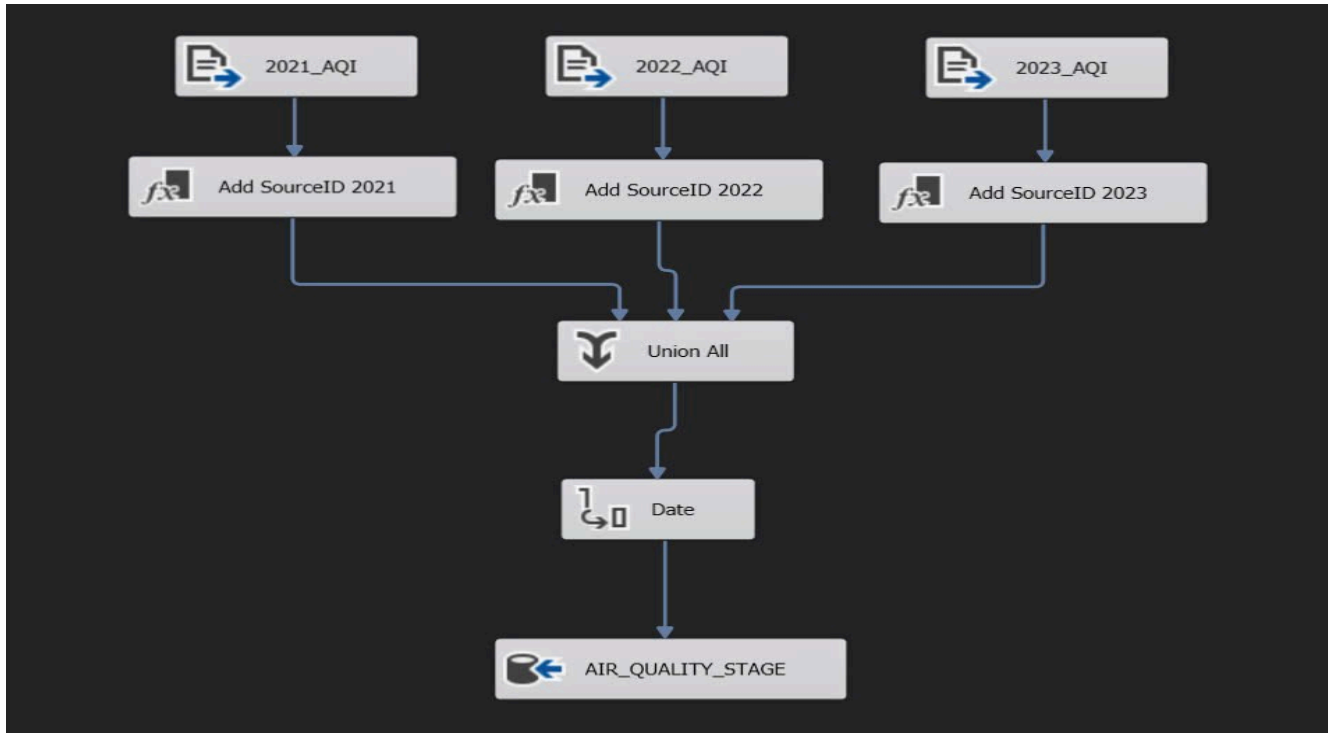 2021_AQI
2022_AQI
2023_AQI
Add SourceID 2021
Add SourceID 2022
Add SourceID 2023
Union All
Date
AIR_QUALITY_STAGE